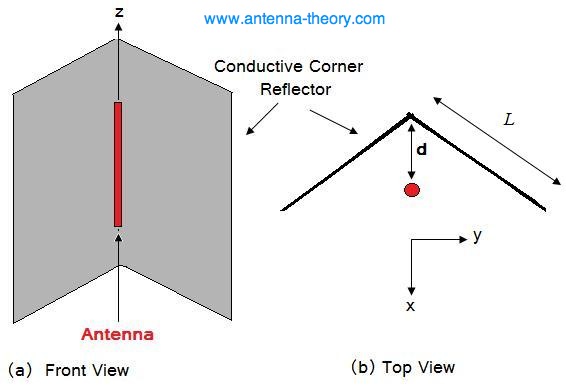 www.antenna-theory.com
z
Conductive Corner
Reflector
L
d
y
x
Antenna
(a) Front View
(b) Top View